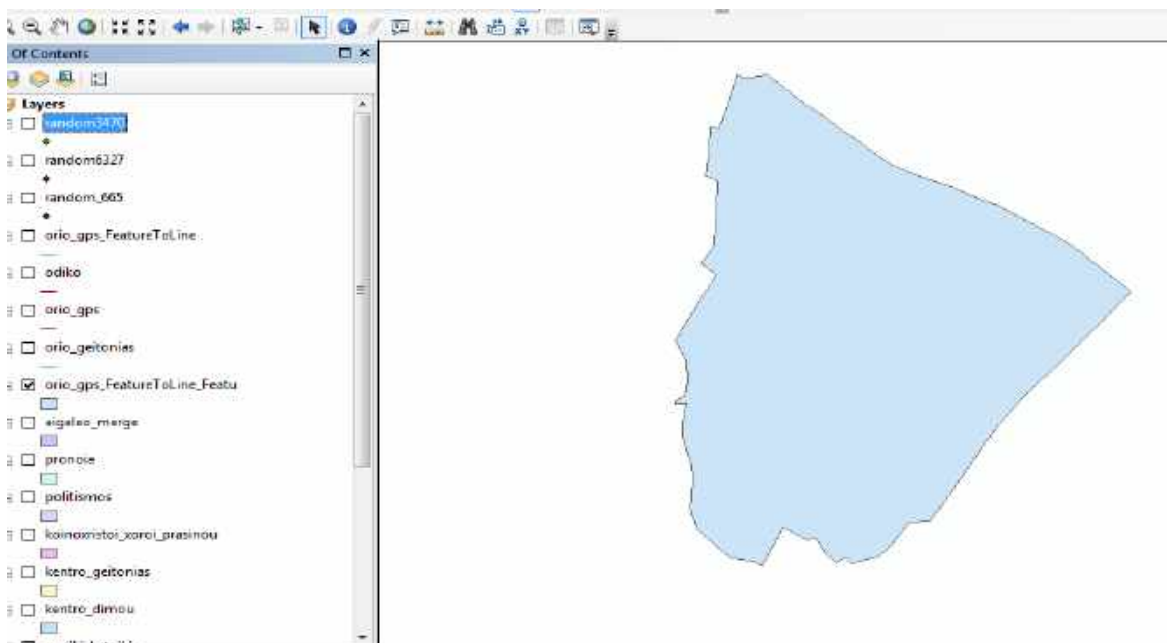 Of Contents
Layers
random3470
random6327
random_665
orio_gps_FeatureToLine
odiko
orio_gps
orio_geitonias
orio_gps_FeatureToLine_Featu
aigaleo_merge
pronoia
politismos
koinoxristoi_xoroi_prasinou
kentro_geitonias
kentro_dimou